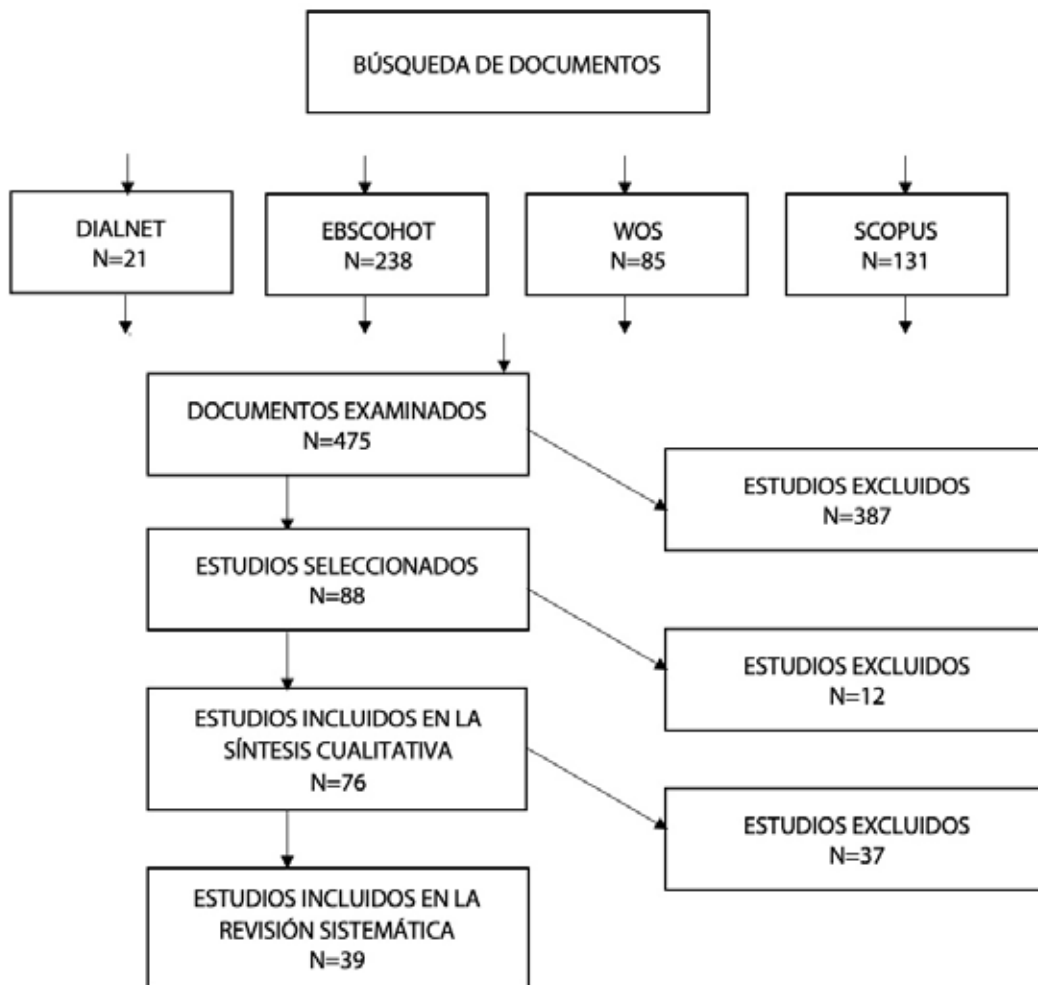 BÚSQUEDA DE DOCUMENTOS
DIALNET
N=21
EBSCOHOT
N=238
WOS
N=85
SCOPUS
N=131
DOCUMENTOS EXAMINADOS
N=475
ESTUDIOS EXCLUIDOS
N=387
ESTUDIOS SELECCIONADOS
N=88
ESTUDIOS EXCLUIDOS
N=12
ESTUDIOS INCLUIDOS EN LA
SÍNTESIS CUALITATIVA
N=76
ESTUDIOS EXCLUIDOS
N=37
ESTUDIOS INCLUIDOS EN LA
REVISIÓN SISTEMÁTICA
N=39